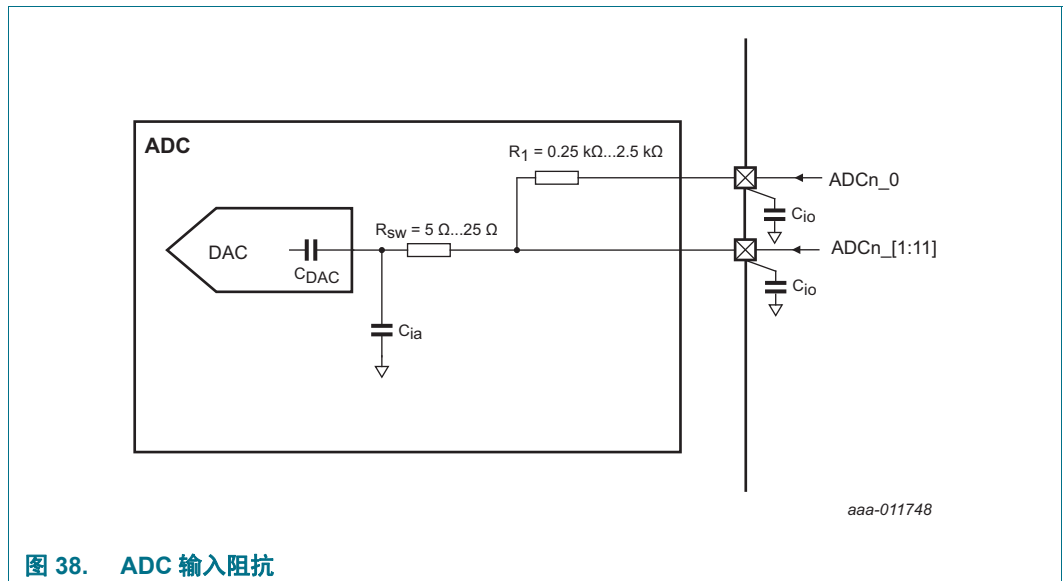 ADC
R1 = 0.25 kΩ...2.5 kΩ
ADCn_0
Cio
DAC
CDAC
Rsw = 5 Ω...25 Ω
ADCn_[1:11]
Cio
Cia
aaa-011748
图 38. ADC 输入阻抗